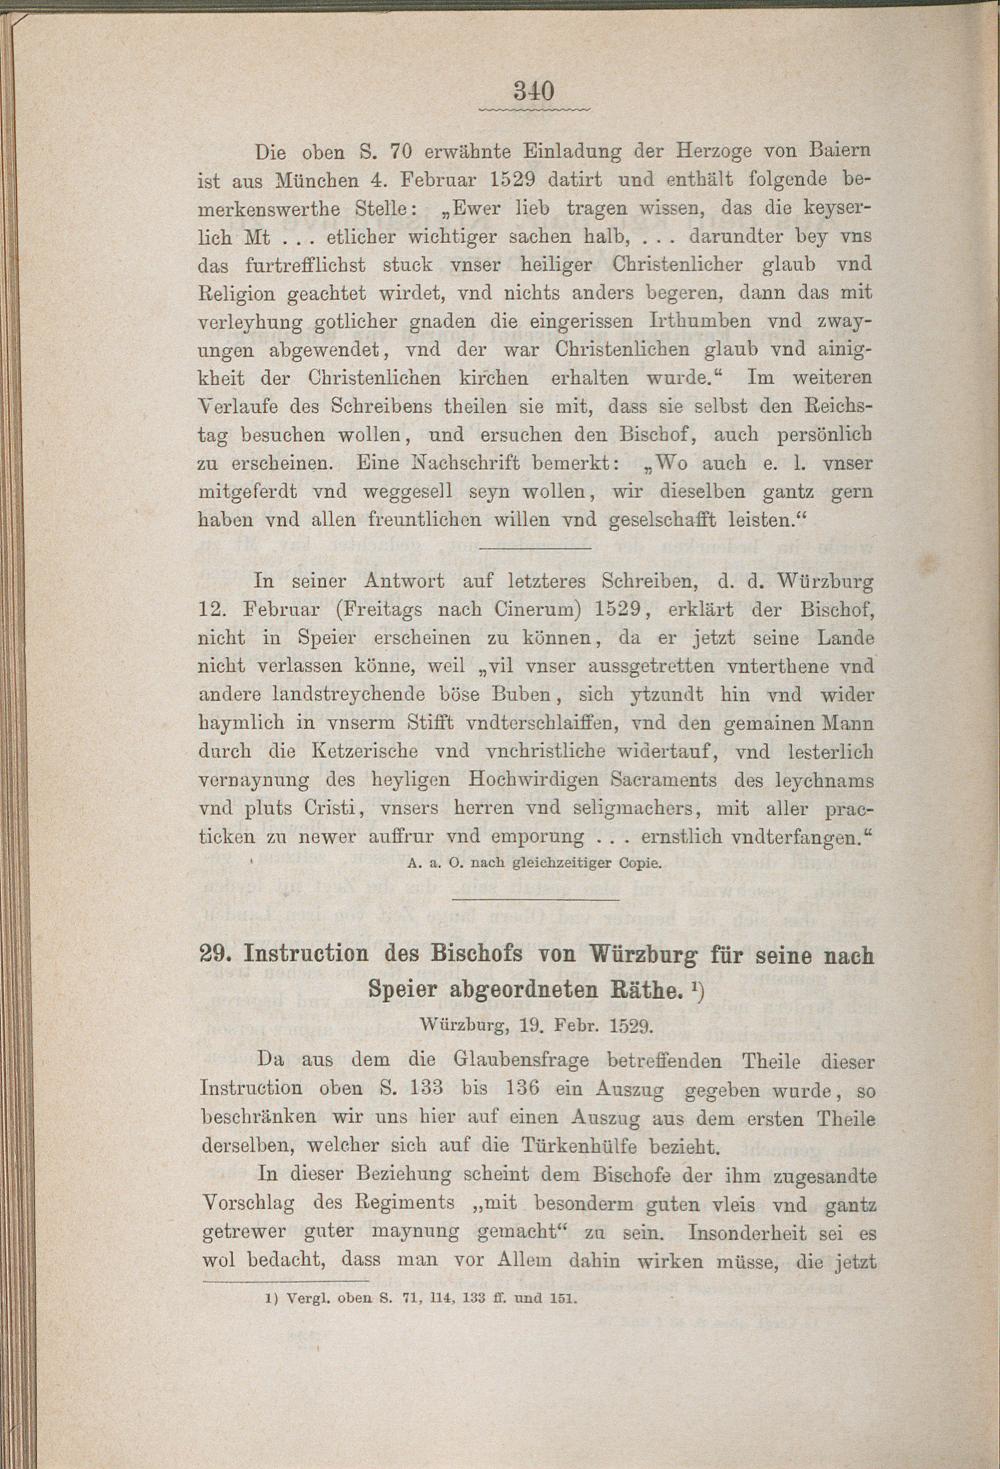 340
Die oben S. 70 erwähnte Einladung der Herzoge von Baiern
ist aus München 4. Februar 1529 datirt und enthält folgende be-
merkenswerthe Stelle: „Ewer lieb tragen wissen, das die keyser-
lich Mt . . . etlicher wichtiger sachen halb, . . . darundter bey vns
das furtrefflichst stuck vnser heiliger Christenlicher glaub vnd
Religion geachtet wirdet, vnd nichts anders begeren, dann das mit
verleyhung gotlicher gnaden die eingerissen Irthumben vnd zway-
ungen abgewendet, vnd der war Christenlichen glaub vnd ainig-
kheit der Christenlichen kirchen erhalten wurde.“ Im weiteren
Verlaufe des Schreibens theilen sie mit, dass sie selbst den Reichs-
tag besuchen wollen, und ersuchen den Bischof, auch persönlich
zu erscheinen. Eine Nachschrift bemerkt: „Wo auch e. l. vnser
mitgeferdt vnd weggesell seyn wollen, wir dieselben gantz gern
haben vnd allen freuntlichen willen vnd geselschafft leisten.“
In seiner Antwort auf letzteres Schreiben, d. d. Würzburg
12. Februar (Freitags nach Cinerum) 1529, erklärt der Bischof,
nicht in Speier erscheinen zu können, da er jetzt seine Lande
nicht verlassen könne, weil „vil vnser aussgetretten vnterthene vnd
andere landstreychende böse Buben, sich ytzundt hin vnd wider
haymlich in vnserm Stifft vndterschlaiffen, vnd den gemainen Mann
durch die Ketzerische vnd vnchristliche widertauf, vnd lesterlich
vernaynung des heyligen Hochwirdigen Sacraments des leychnams
vnd pluts Cristi, vnsers herren vnd seligmachers, mit aller prac-
ticken zu newer auffrur vnd emporung . . . ernstlich vndterfangen.“
A. a. O. nach gleichzeitiger Copie.
29. Instruction des Bischofs von Würzburg für seine nach
Speier abgeordneten Räthe. ¹)
Würzburg, 19. Febr. 1529.
Da aus dem die Glaubensfrage betreffenden Theile dieser
Instruction oben S. 133 bis 136 ein Auszug gegeben wurde, so
beschränken wir uns hier auf einen Auszug aus dem ersten Theile
derselben, welcher sich auf die Türkenhülfe bezieht.
In dieser Beziehung scheint dem Bischofe der ihm zugesandte
Vorschlag des Regiments „mit besonderm guten vleis vnd gantz
getrewer guter maynung gemacht“ zu sein. Insonderheit sei es
wol bedacht, dass man vor Allem dahin wirken müsse, die jetzt
1) Vergl. oben S. 71, 114, 133 ff. und 151.